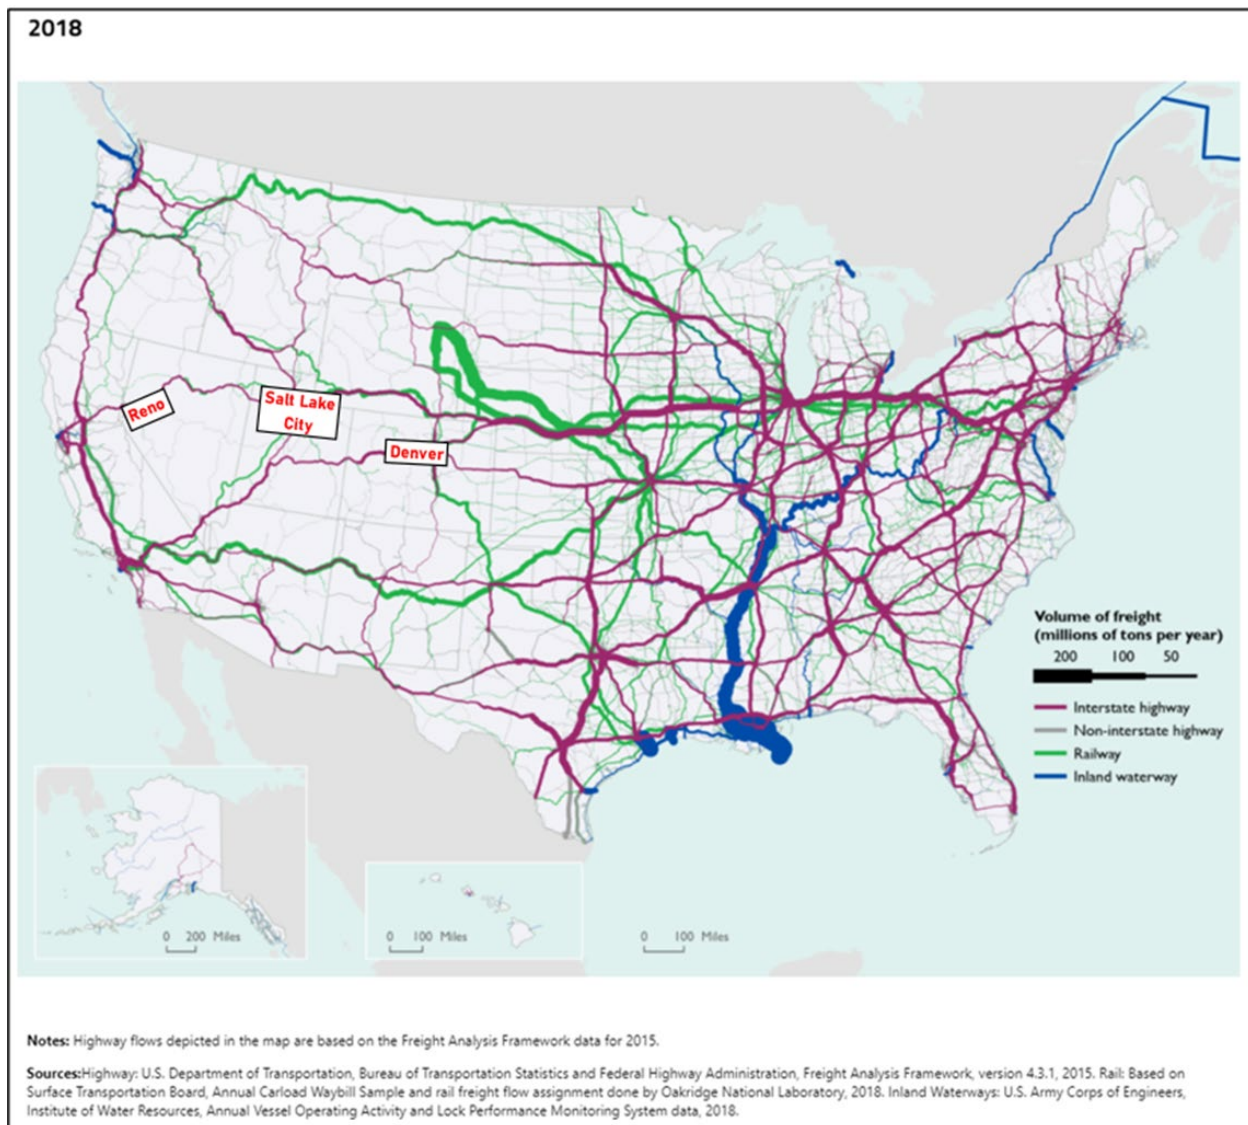 2018
Reno
Salt Lake
City
Denver
Volume of freight
(millions of tons per year)
200 100 50
Interstate highway
Non-interstate highway
Railway
Inland waterway
0 200 Miles
0 100 Miles
0 100 Miles
Notes: Highway flows depicted in the map are based on the Freight Analysis Framework data for 2015.
Sources:Highway: U.S. Department of Transportation, Bureau of Transportation Statistics and Federal Highway Administration, Freight Analysis Framework, version 4.3.1, 2015. Rail: Based on
Surface Transportation Board, Annual Carload Waybill Sample and rail freight flow assignment done by Oakridge National Laboratory, 2018. Inland Waterways: U.S. Army Corps of Engineers,
Institute of Water Resources, Annual Vessel Operating Activity and Lock Performance Monitoring System data, 2018.